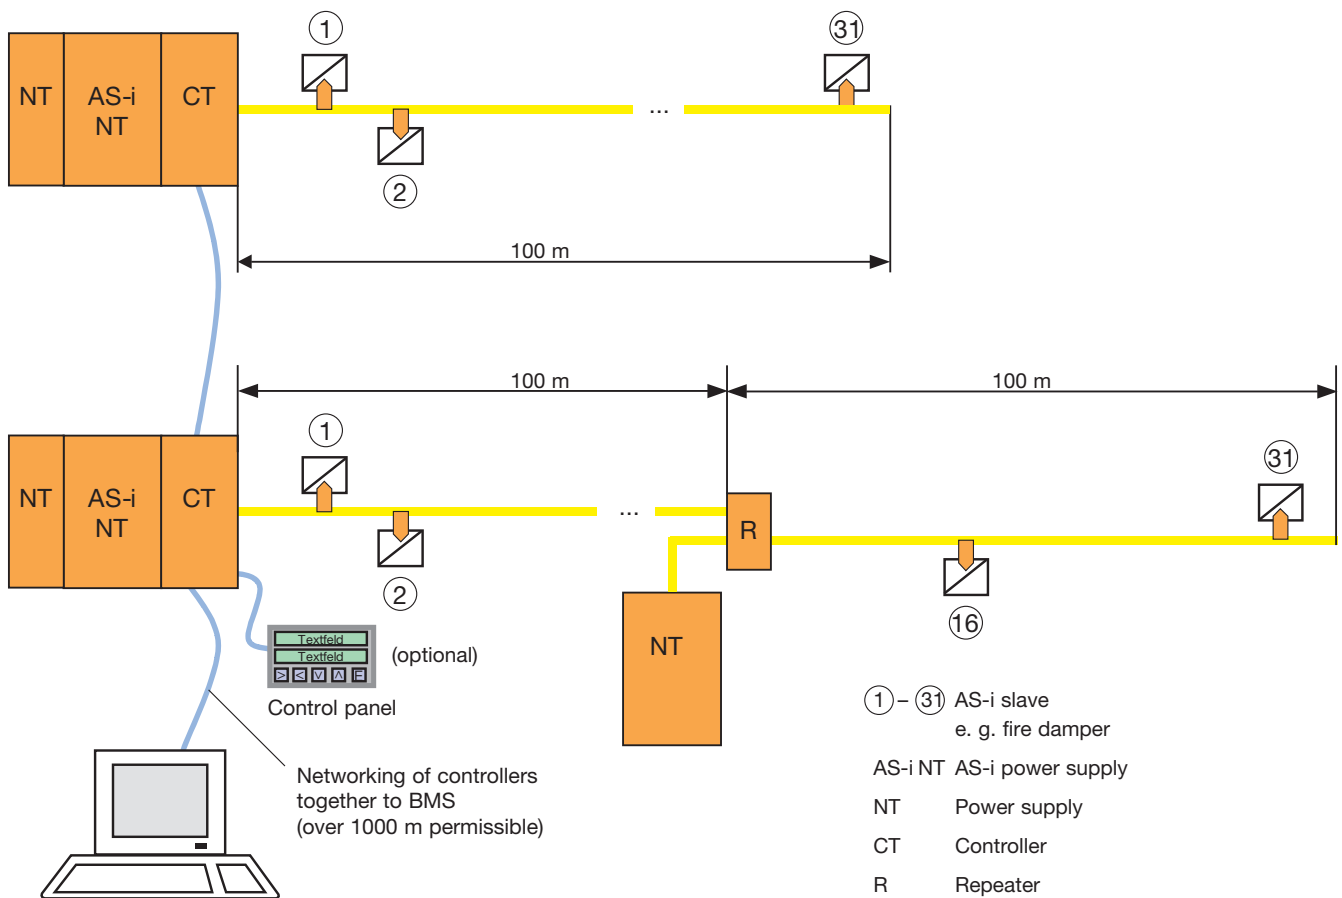 1
31
NT
AS-i
NT
CT
...
2
100 m
100 m
100 m
1
31
NT
AS-i
NT
CT
...
R
2
16
NT
Textfeld
Textfeld
(optional)
> < V Λ E
Control panel
1 – 31 AS-i slave
e. g. fire damper
AS-i NT AS-i power supply
NT Power supply
CT Controller
R Repeater
Networking of controllers
together to BMS
(over 1000 m permissible)